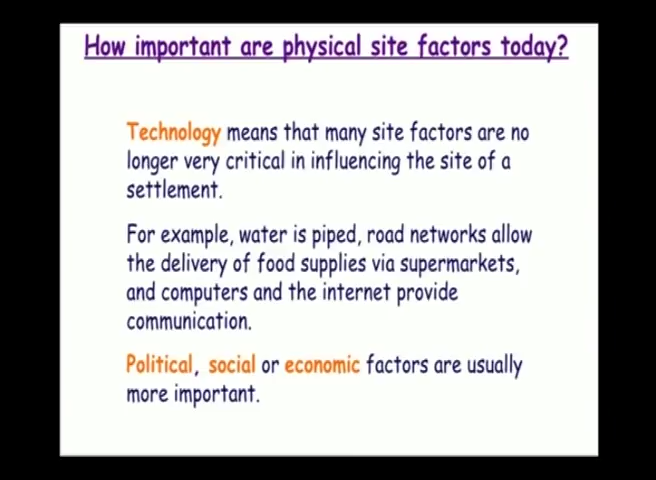 How important are physical site factors today?
Technology means that many site factors are no
longer very critical in influencing the site of a
settlement.
For example, water is piped, road networks allow
the delivery of food supplies via supermarkets,
and computers and the internet provide
communication.
Political, social or economic factors are usually
more important.